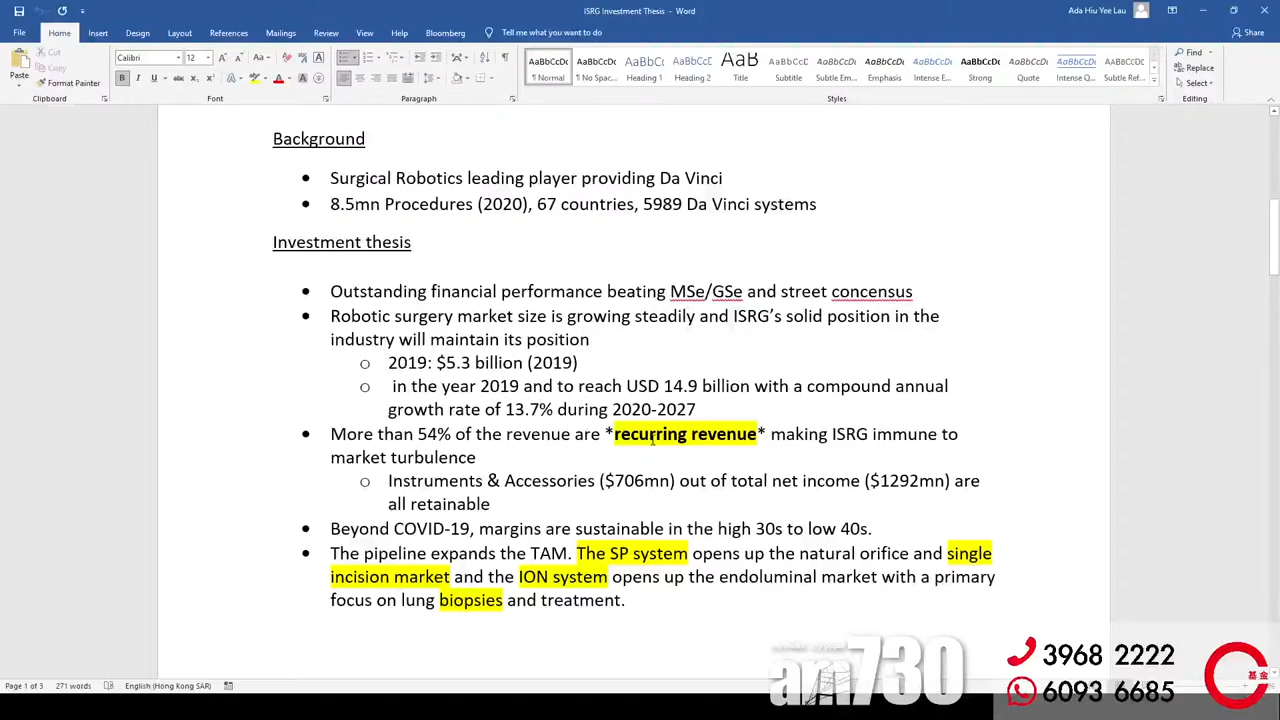 ISRG Investment Thesis - Word
Ada Hiu Yee Lau
File Home Insert Design Layout References Mailings Review View Help Bloomberg Tell me what you want to do Share
Paste Cut Copy Format Painter
Calibri 12
AaBbCcDc AaBbCcDc AaBbCc AaBbCcC AaB AaBbCcD AaBbCcDc AaBbCcDc AaBbCcDc AaBbCcDc AaBbCcDc AaBbCcDc AaBbCcDc
¶ Normal ¶ No Spac... Heading 1 Heading 2 Title Subtitle Subtle Em... Emphasis Intense E... Strong Quote Intense Q... Subtle Ref...
Find
Replace
Select
Clipboard Font Paragraph Styles Editing
Background
• Surgical Robotics leading player providing Da Vinci
• 8.5mn Procedures (2020), 67 countries, 5989 Da Vinci systems
Investment thesis
• Outstanding financial performance beating MSe/GSe and street concensus
• Robotic surgery market size is growing steadily and ISRG’s solid position in the
industry will maintain its position
o 2019: $5.3 billion (2019)
o in the year 2019 and to reach USD 14.9 billion with a compound annual
growth rate of 13.7% during 2020-2027
• More than 54% of the revenue are *recurring revenue* making ISRG immune to
market turbulence
o Instruments & Accessories ($706mn) out of total net income ($1292mn) are
all retainable
• Beyond COVID-19, margins are sustainable in the high 30s to low 40s.
• The pipeline expands the TAM. The SP system opens up the natural orifice and single
incision market and the ION system opens up the endoluminal market with a primary
focus on lung biopsies and treatment.
am730
3968 2222
6093 6685
基金
Page 1 of 3 271 words English (Hong Kong SAR)